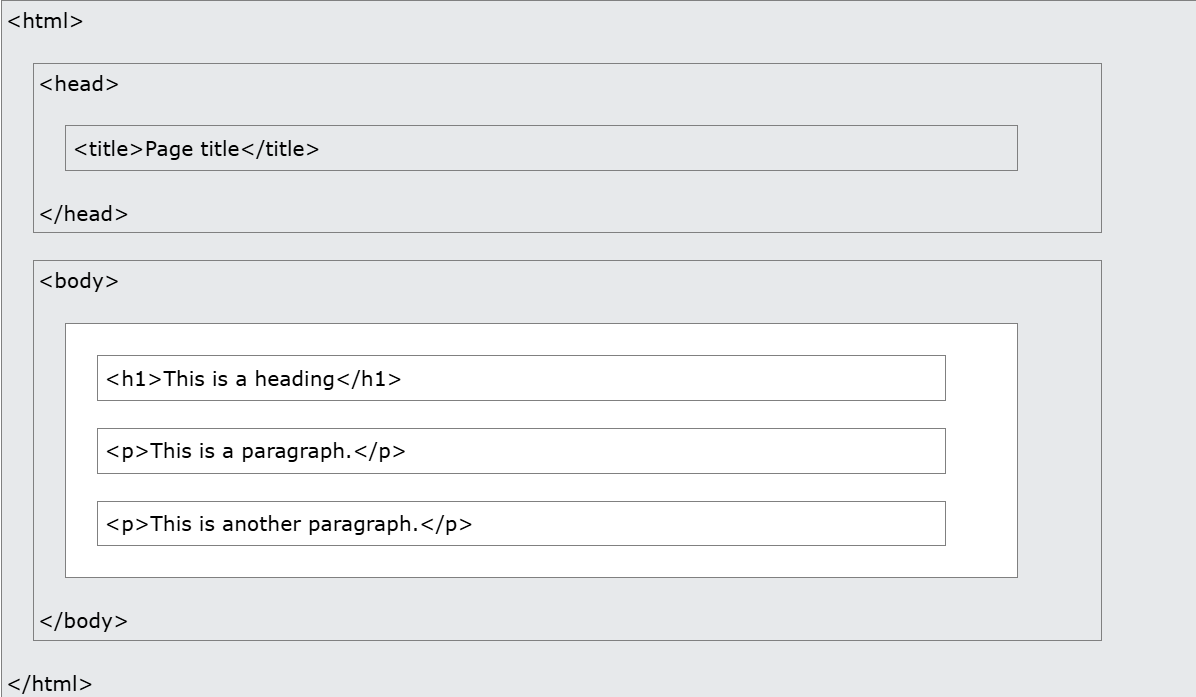 <html>
<head>
<title>Page title</title>
</head>
<body>
<h1>This is a heading</h1>
<p>This is a paragraph.</p>
<p>This is another paragraph.</p>
</body>
</html>